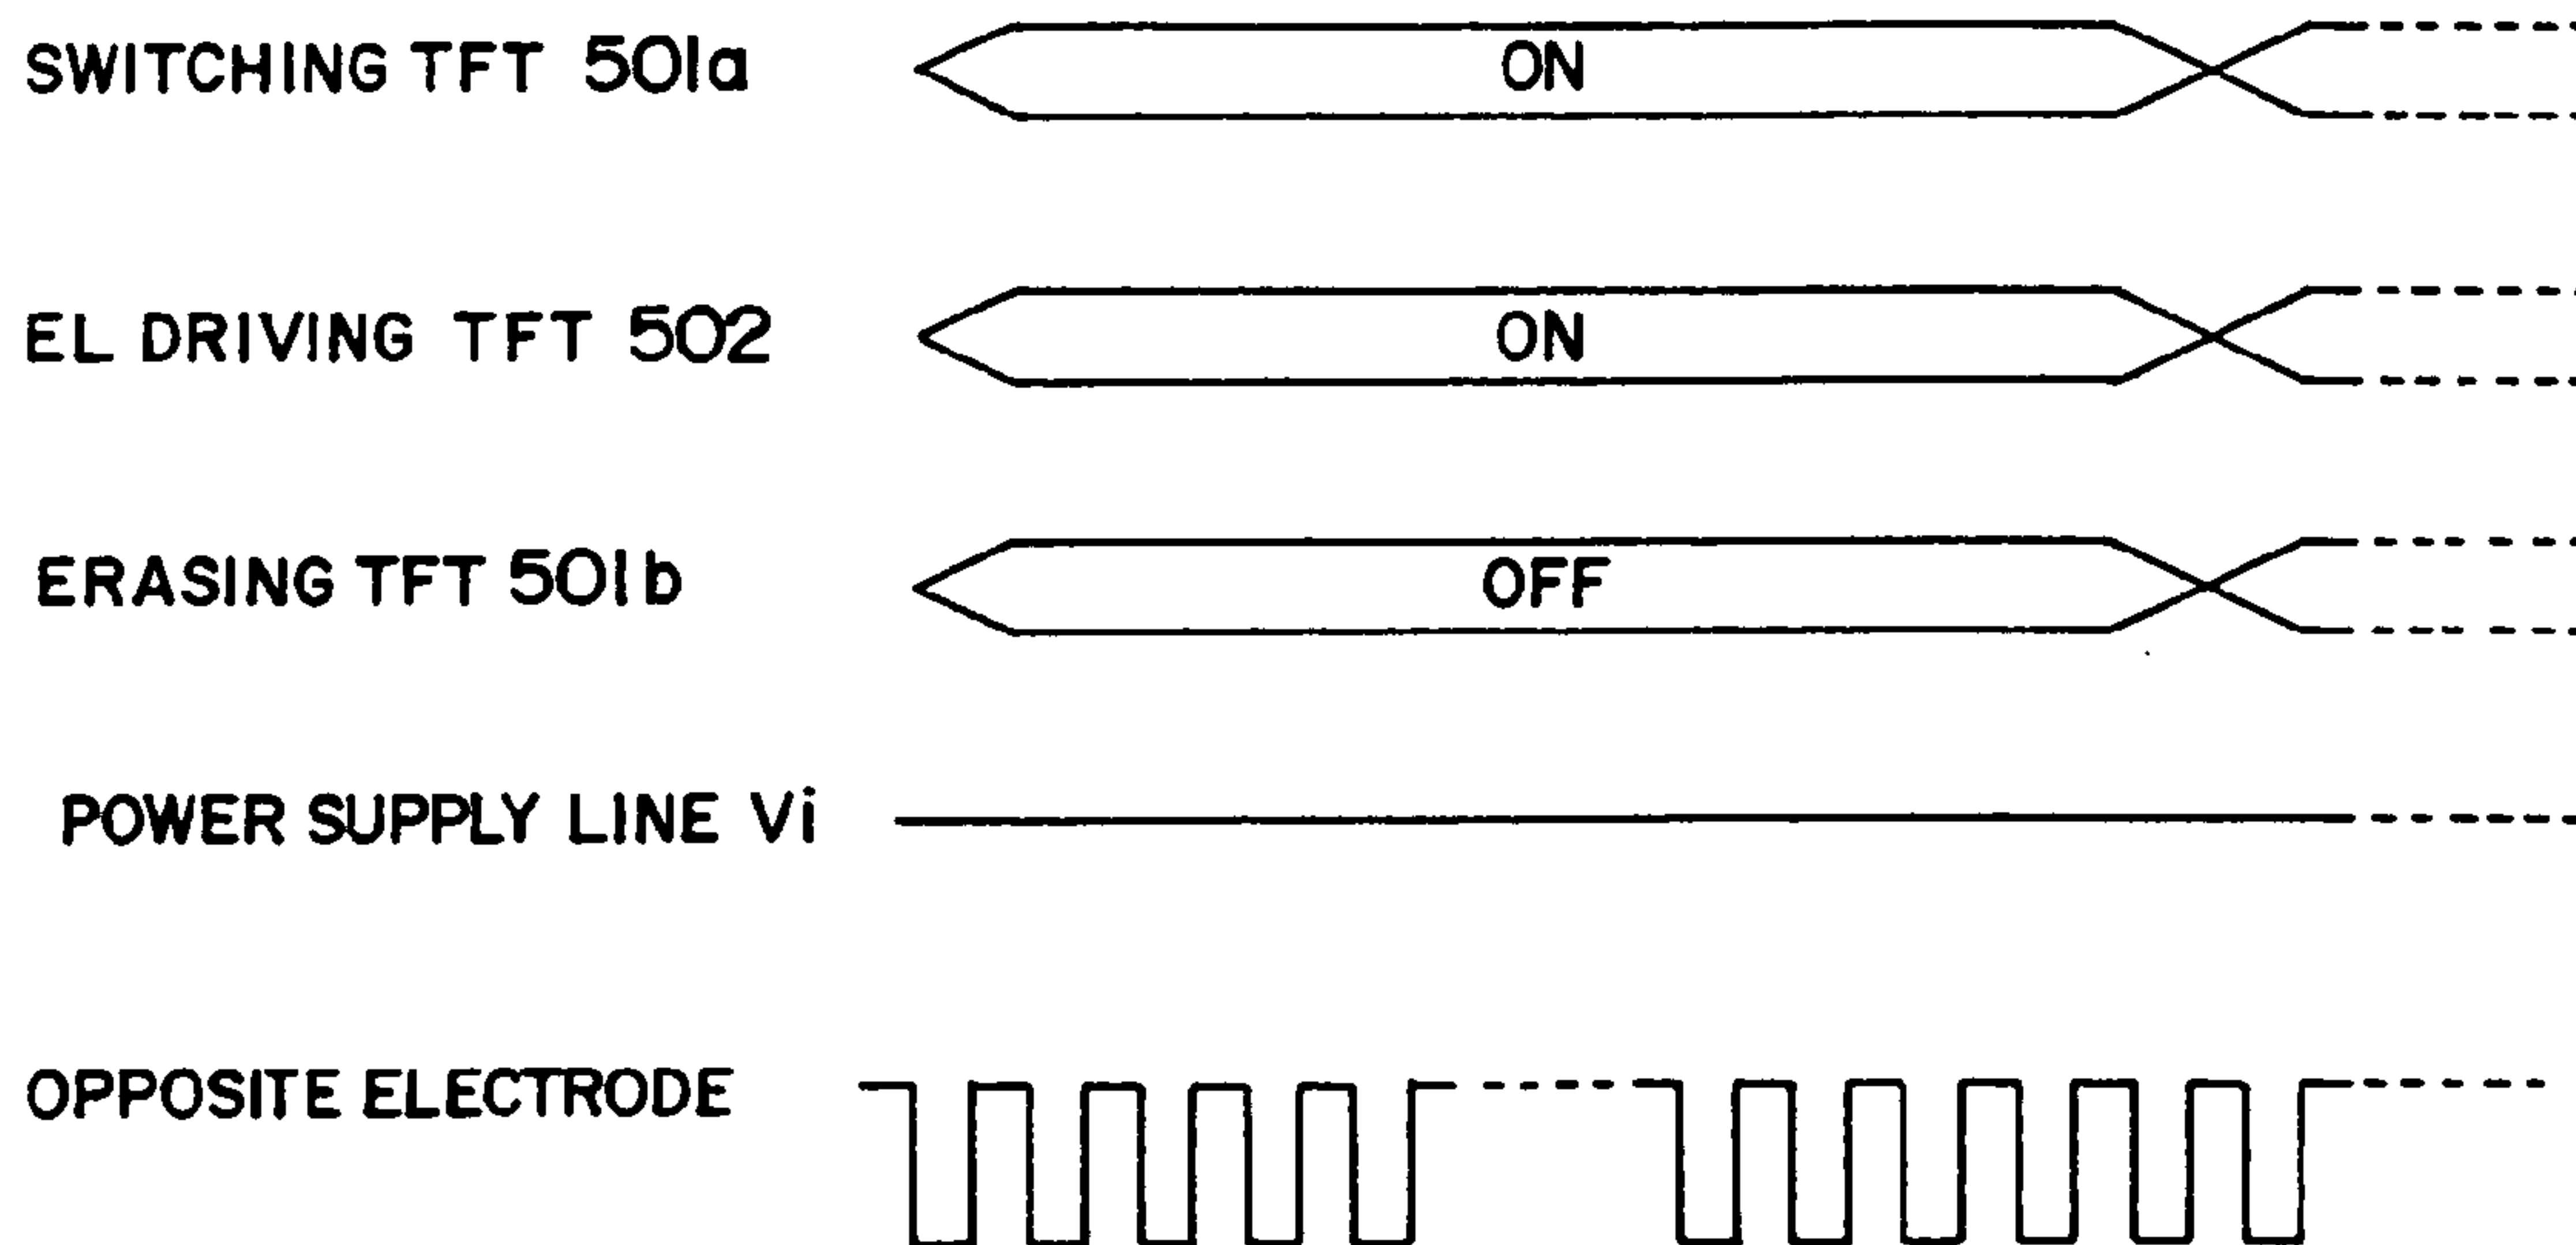 SWITCHING TFT 501a
ON
EL DRIVING TFT 502
ON
ERASING TFT 501b
OFF
POWER SUPPLY LINE Vi
OPPOSITE ELECTRODE